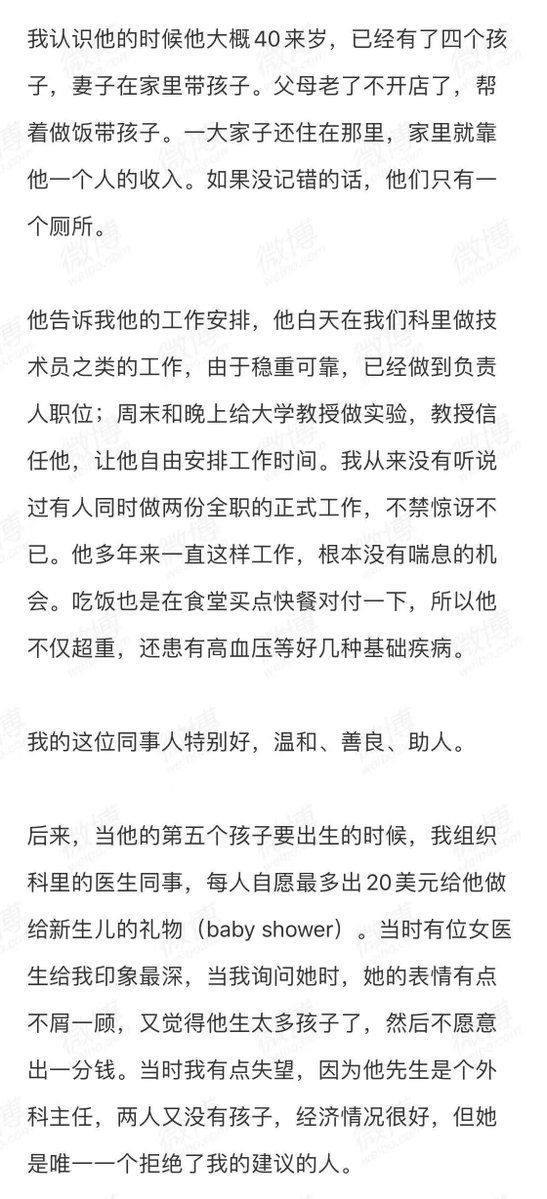 我认识他的时候他大概40来岁，已经有了四个孩
子，妻子在家里带孩子。父母老了不开店了，帮
着做饭带孩子。一大家子还住在那里，家里就靠
他一个人的收入。如果没记错的话，他们只有一
个厕所。
他告诉我他的工作安排，他白天在我们科里做技
术员之类的工作，由于稳重可靠，已经做到负责
人职位；周末和晚上给大学教授做实验，教授信
任他，让他自由安排工作时间。我从来没有听说
过有人同时做两份全职的正式工作，不禁惊讶不
已。他多年来一直这样工作，根本没有喘息的机
会。吃饭也是在食堂买点快餐对付一下，所以他
不仅超重，还患有高血压等好几种基础疾病。
我的这位同事人特别好，温和、善良、助人。
后来，当他的第五个孩子要出生的时候，我组织
科里的医生同事，每人自愿最多出20美元给他做
给新生儿的礼物（baby shower）。当时有位女医
生给我印象最深，当我询问她时，她的表情有点
不屑一顾，又觉得他生太多孩子了，然后不愿意
出一分钱。当时我有点失望，因为他先生是个外
科主任，两人又没有孩子，经济情况很好，但她
是唯一一个拒绝了我的建议的人。